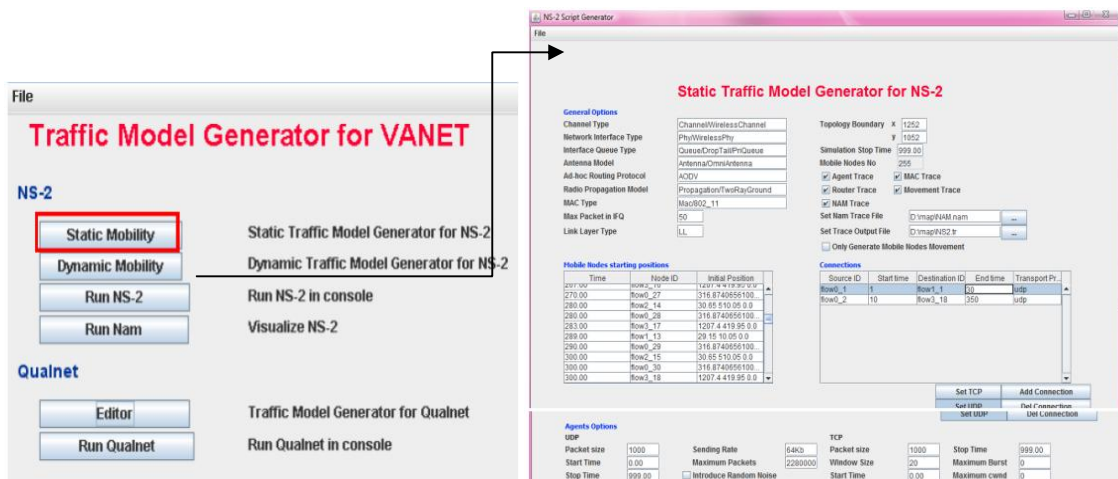 File
Traffic Model Generator for VANET
NS-2
Static Mobility Static Traffic Model Generator for NS-2
Dynamic Mobility Dynamic Traffic Model Generator for NS-2
Run NS-2 Run NS-2 in console
Run Nam Visualize NS-2
Qualnet
Editor Traffic Model Generator for Qualnet
Run Qualnet Run Qualnet in console
NS-2 Script Generator
File
Static Traffic Model Generator for NS-2
General Options
Channel Type Channel/WirelessChannel
Network Interface Type Phy/WirelessPhy
Interface Queue Type Queue/DropTail/PriQueue
Antenna Model Antenna/OmniAntenna
Ad-hoc Routing Protocol AODV
Radio Propagation Model Propagation/TwoRayGround
MAC Type Mac/802_11
Max Packet in IFQ 50
Link Layer Type LL
Topology Boundary X 1252
y 1052
Simulation Stop Time 999.00
Mobile Nodes No 255
Agent Trace MAC Trace
Router Trace Movement Trace
NAM Trace
Set Nam Trace File D:\map\NAM.nam ...
Set Trace Output File D:\map\NS2.tr ...
Only Generate Mobile Nodes Movement
Mobile Nodes starting positions
Time Node ID Initial Position
270.00 flow0_27 316.8740656100...
280.00 flow2_14 30.65 510.05 0.0
280.00 flow0_28 316.8740656100...
283.00 flow3_17 1207.4 419.95 0.0
289.00 flow1_13 29.15 10.05 0.0
290.00 flow0_29 316.8740656100...
300.00 flow2_15 30.65 510.05 0.0
300.00 flow0_30 316.8740656100...
300.00 flow3_18 1207.4 419.95 0.0
Connections
Source ID Start time Destination ID End time Transport Pr...
flow0_1 1 flow1_1 30 udp
flow0_2 10 flow3_18 350 udp
Set TCP Add Connection
Set UDP Del Connection
Set UDP Del Connection
Agents Options
UDP TCP
Packet size 1000 Sending Rate 64Kb Packet size 1000 Stop Time 999.00
Start Time 0.00 Maximum Packets 2280000 Window Size 20 Maximum Burst 0
Stop Time 999.00 Introduce Random Noise Start Time 0.00 Maximum cwnd 0